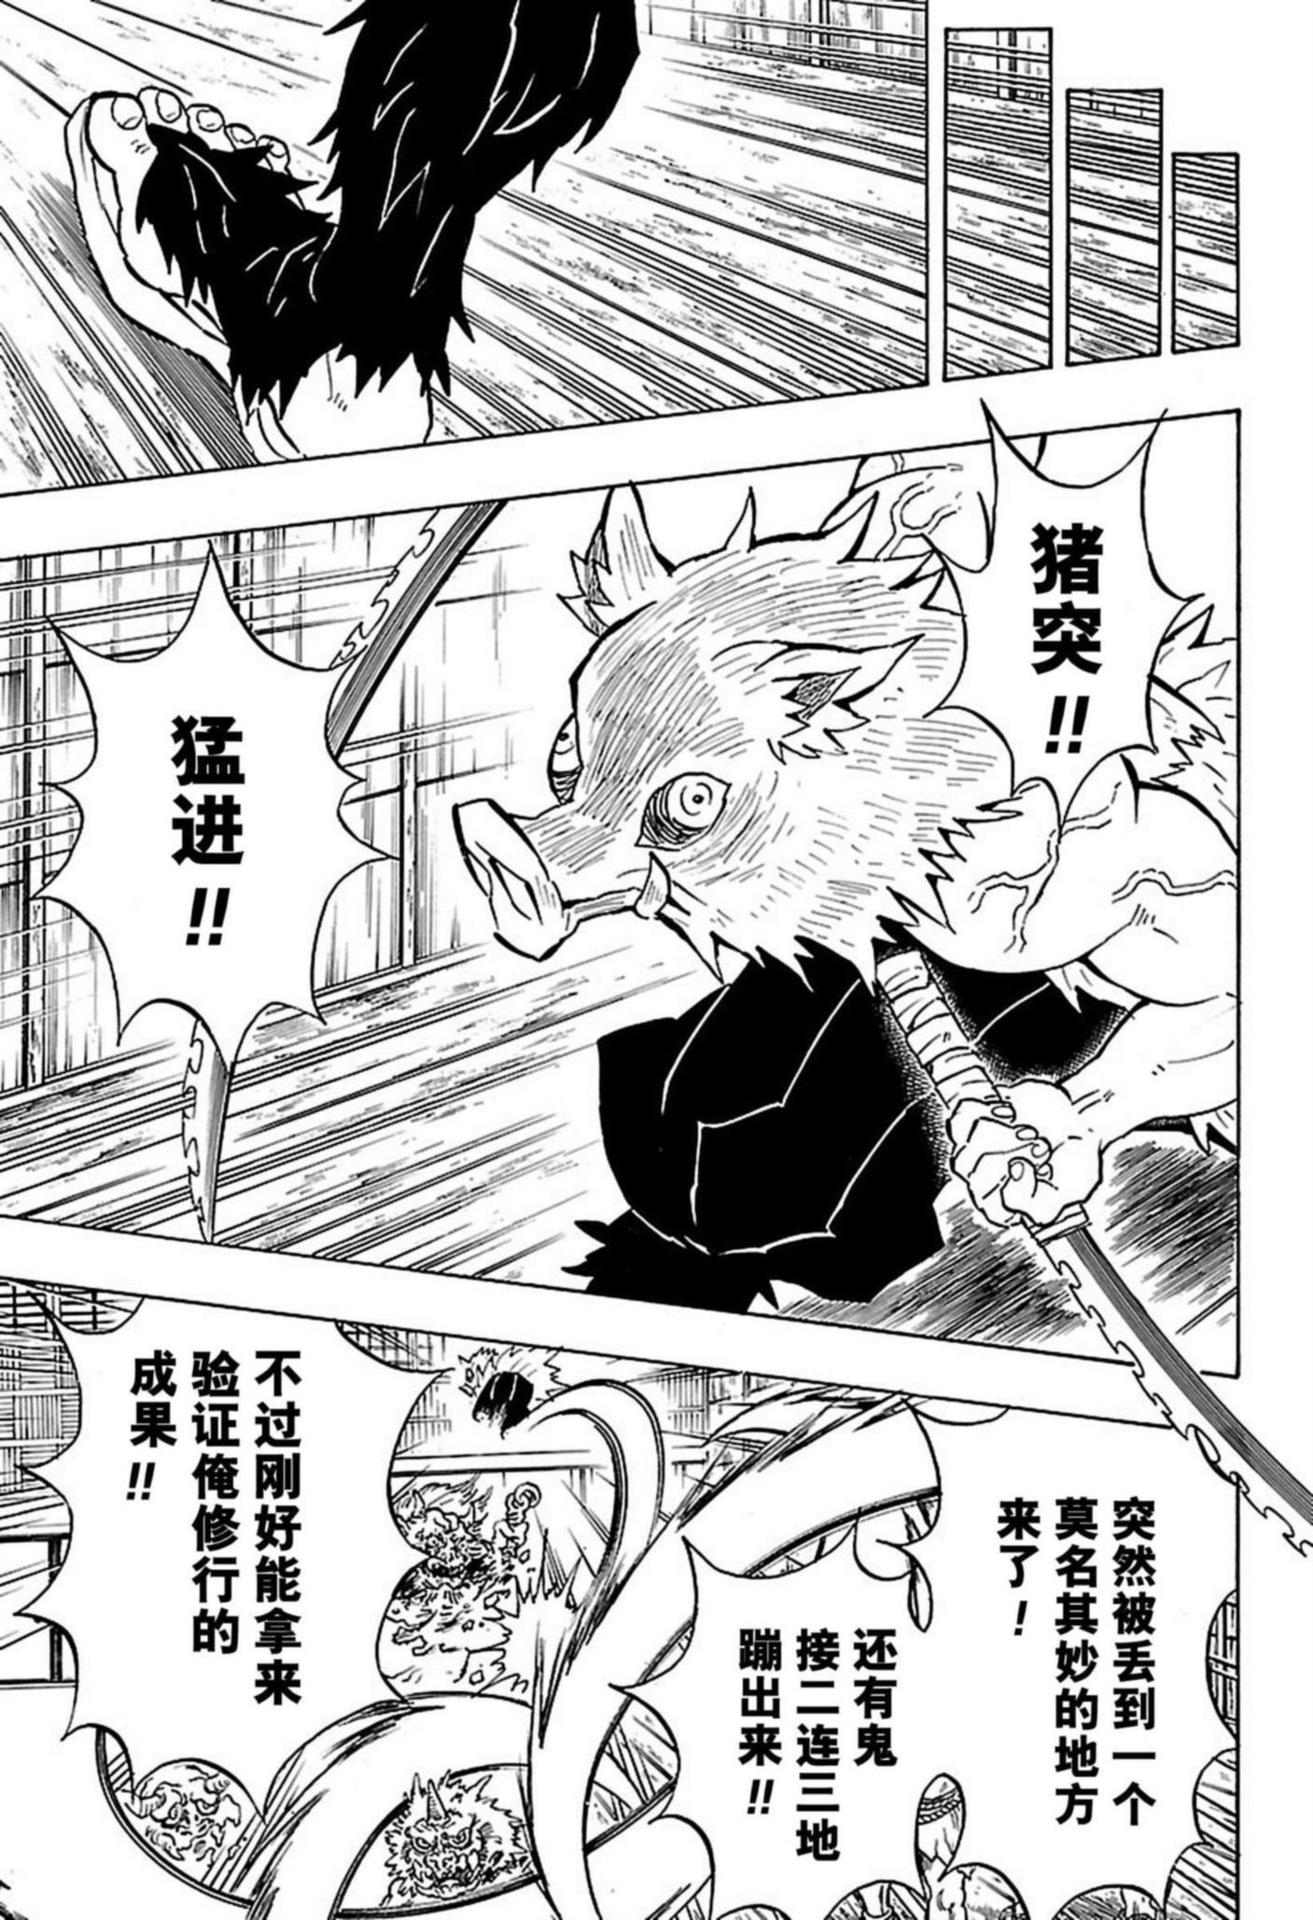 猪突!!
猛进!!
突然被丢到一个
莫名其妙的地方
来了!
还有鬼
接二连三地
蹦出来!!
不过刚好能拿来
验证俺修行的
成果!!